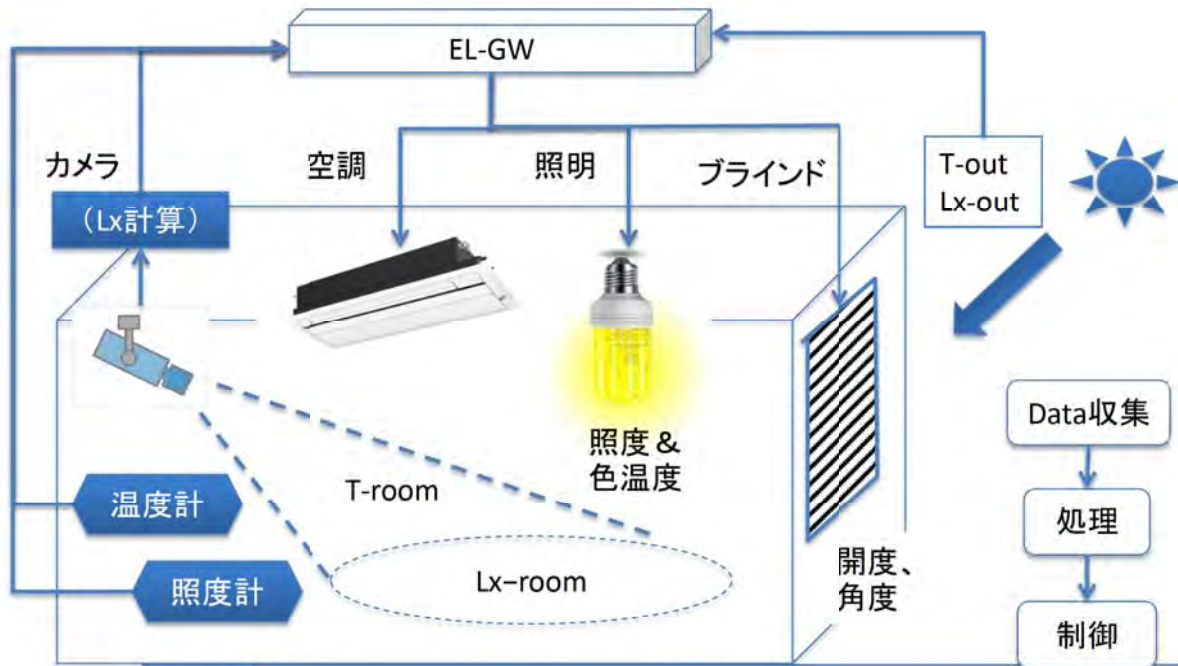 EL-GW
カメラ
空調
照明
ブラインド
T-out
Lx-out
（Lx計算）
照度＆
色温度
T-room
温度計
照度計
Lx−room
開度、
角度
Data収集
処理
制御